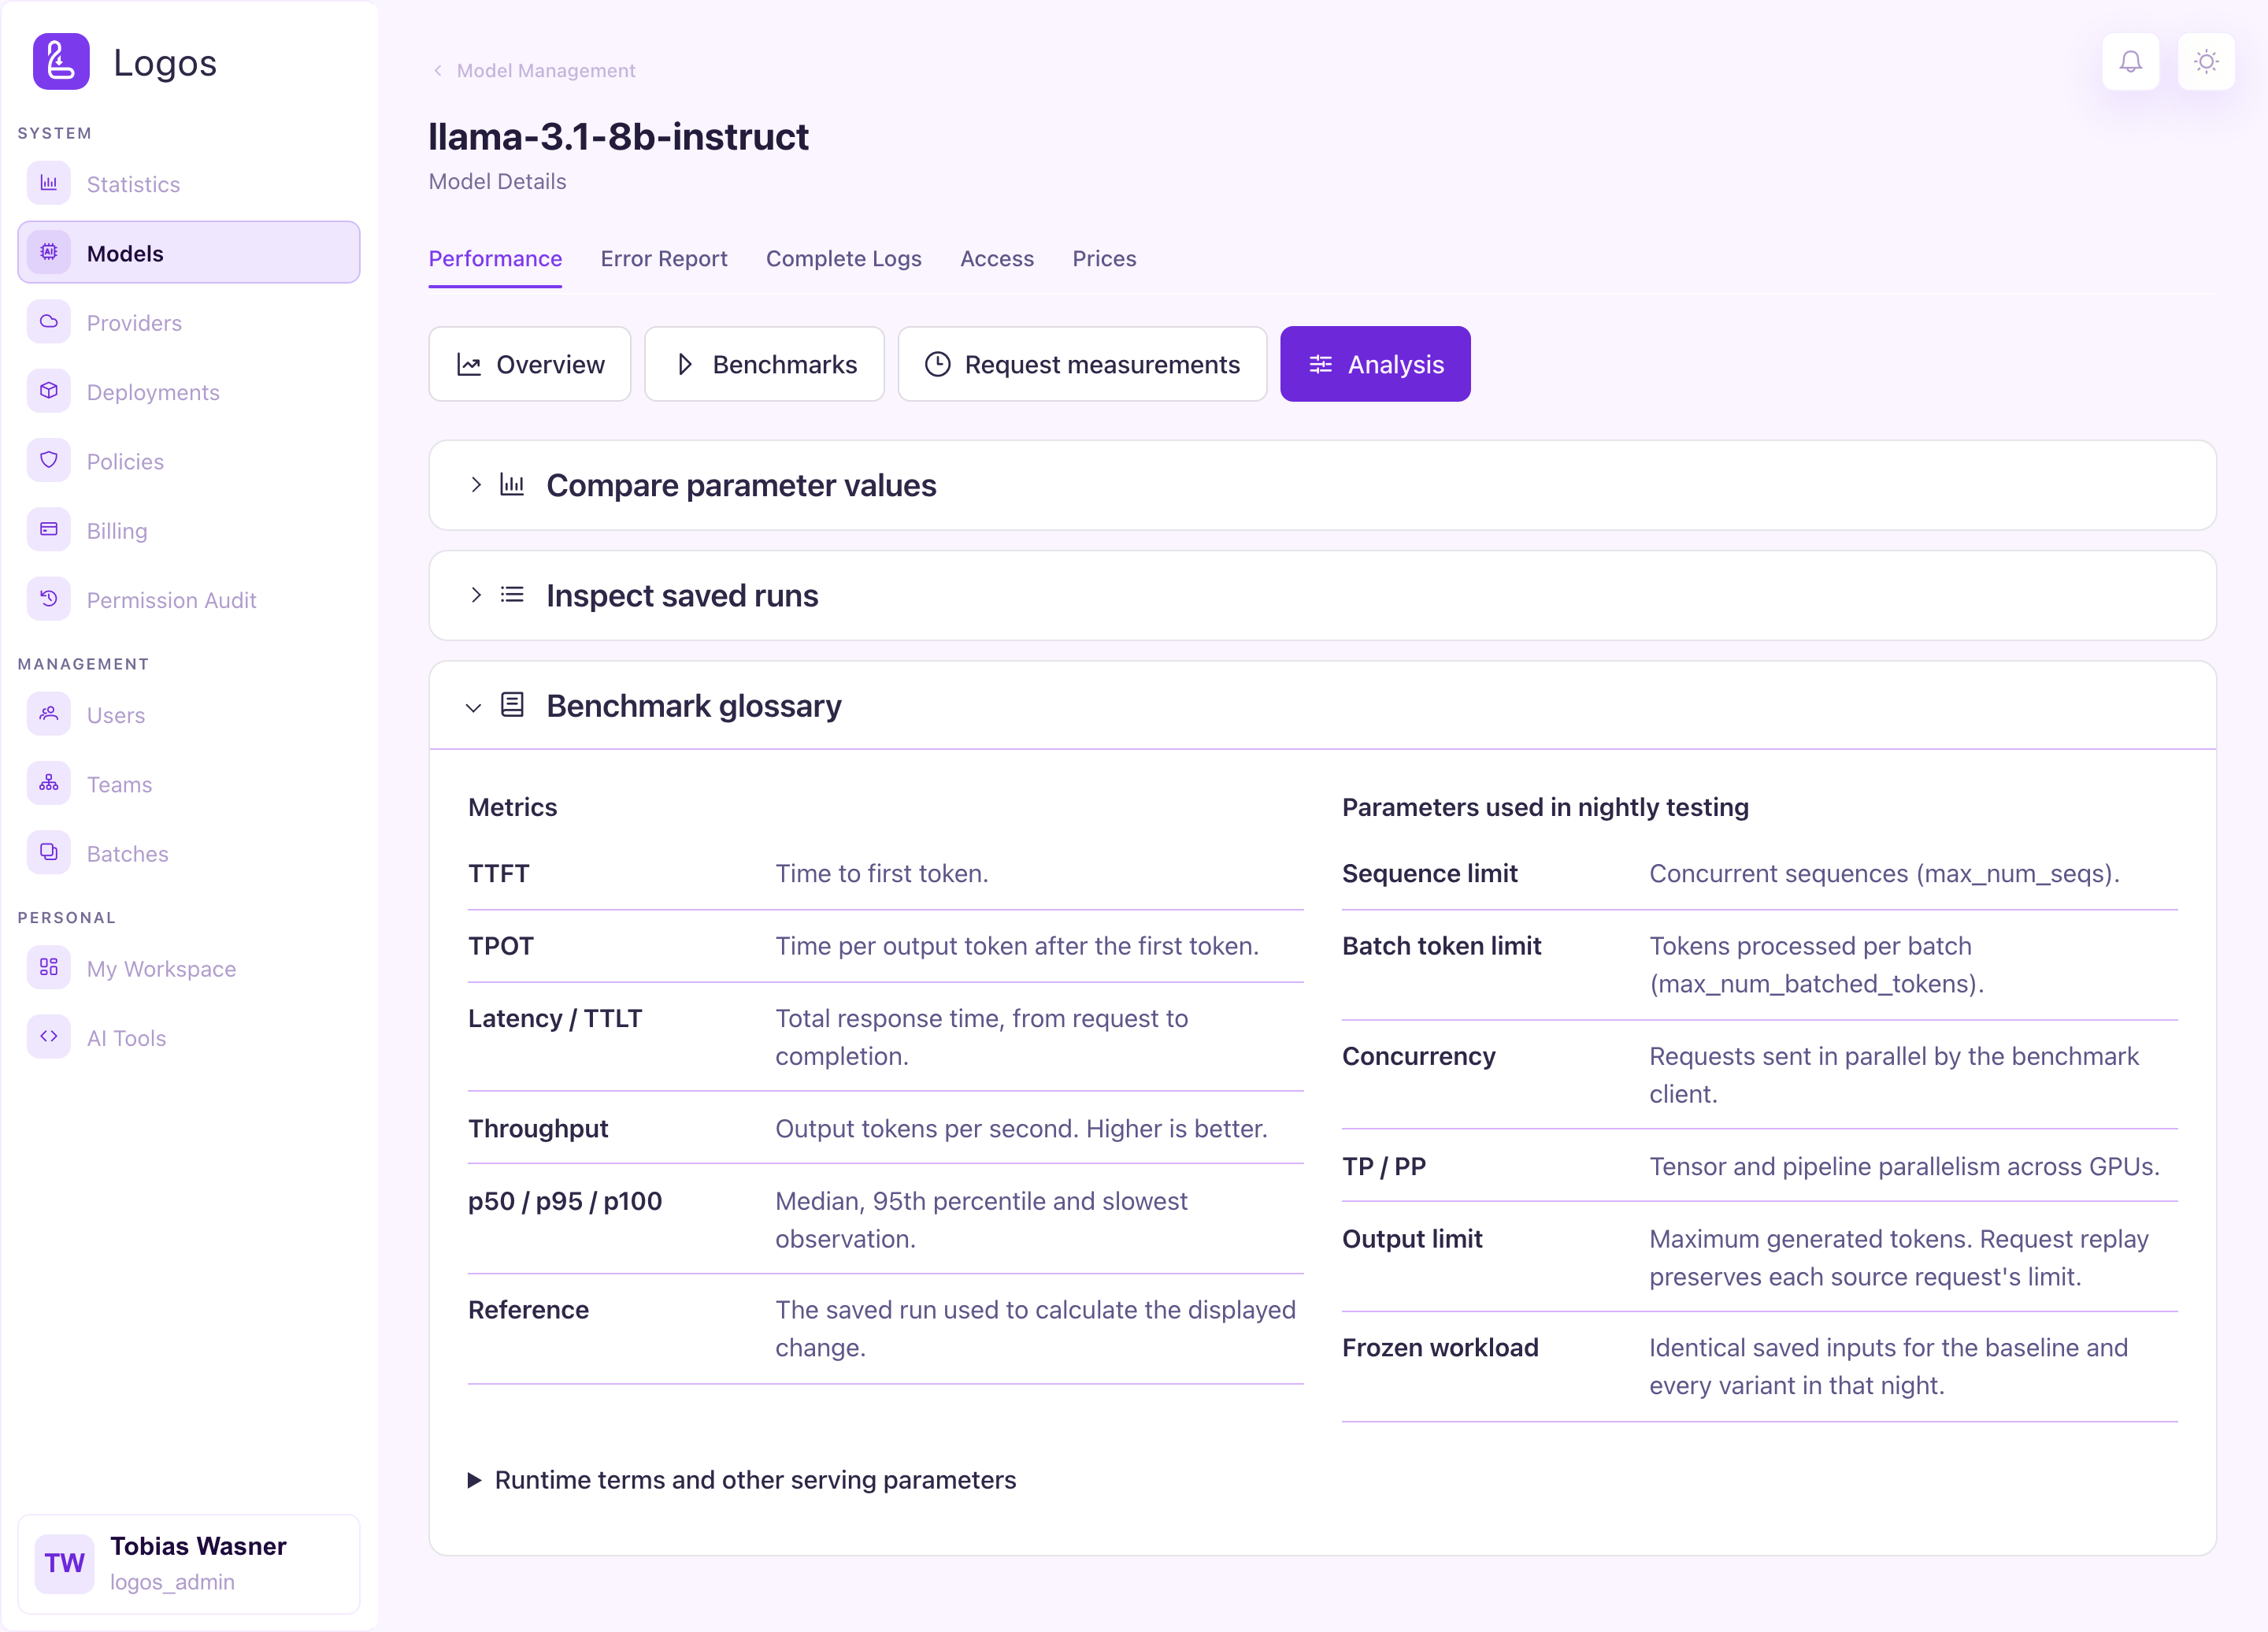 Logos
SYSTEM
Statistics
Models
Providers
Deployments
Policies
Billing
Permission Audit
MANAGEMENT
Users
Teams
Batches
PERSONAL
My Workspace
AI Tools
TW
Tobias Wasner
logos_admin
Model Management
llama-3.1-8b-instruct
Model Details
Performance
Error Report
Complete Logs
Access
Prices
Overview
Benchmarks
Request measurements
Analysis
Compare parameter values
Inspect saved runs
Benchmark glossary
Metrics
TTFT
Time to first token.
TPOT
Time per output token after the first token.
Latency / TTLT
Total response time, from request to
completion.
Throughput
Output tokens per second. Higher is better.
p50 / p95 / p100
Median, 95th percentile and slowest
observation.
Reference
The saved run used to calculate the displayed
change.
Parameters used in nightly testing
Sequence limit
Concurrent sequences (max_num_seqs).
Batch token limit
Tokens processed per batch
(max_num_batched_tokens).
Concurrency
Requests sent in parallel by the benchmark
client.
TP / PP
Tensor and pipeline parallelism across GPUs.
Output limit
Maximum generated tokens. Request replay
preserves each source request's limit.
Frozen workload
Identical saved inputs for the baseline and
every variant in that night.
Runtime terms and other serving parameters